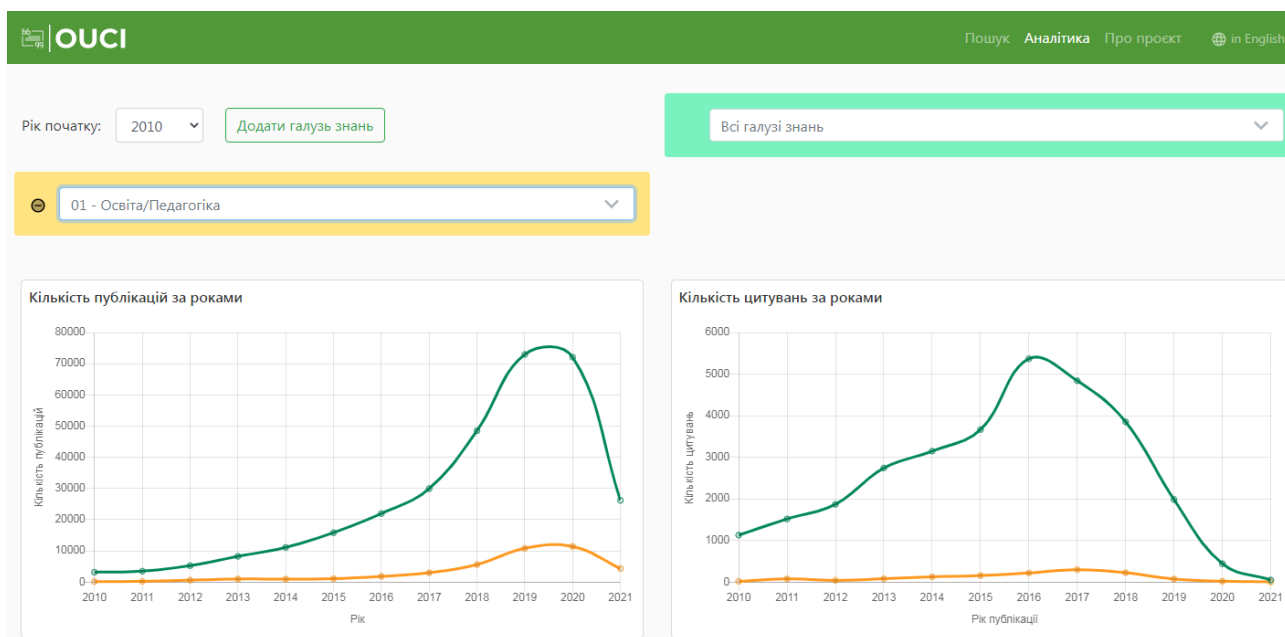 OUCI
Пошук Аналітика Про проєкт in English
Рік початку: 2010 Додати галузь знань
Всі галузі знань
01 - Освіта/Педагогіка
Кількість публікацій за роками
80000
70000
60000
50000
40000
30000
20000
10000
0
Кількість публікацій
2010 2011 2012 2013 2014 2015 2016 2017 2018 2019 2020 2021
Рік
Кількість цитувань за роками
6000
5000
4000
3000
2000
1000
0
Кількість цитувань
2010 2011 2012 2013 2014 2015 2016 2017 2018 2019 2020 2021
Рік публікації